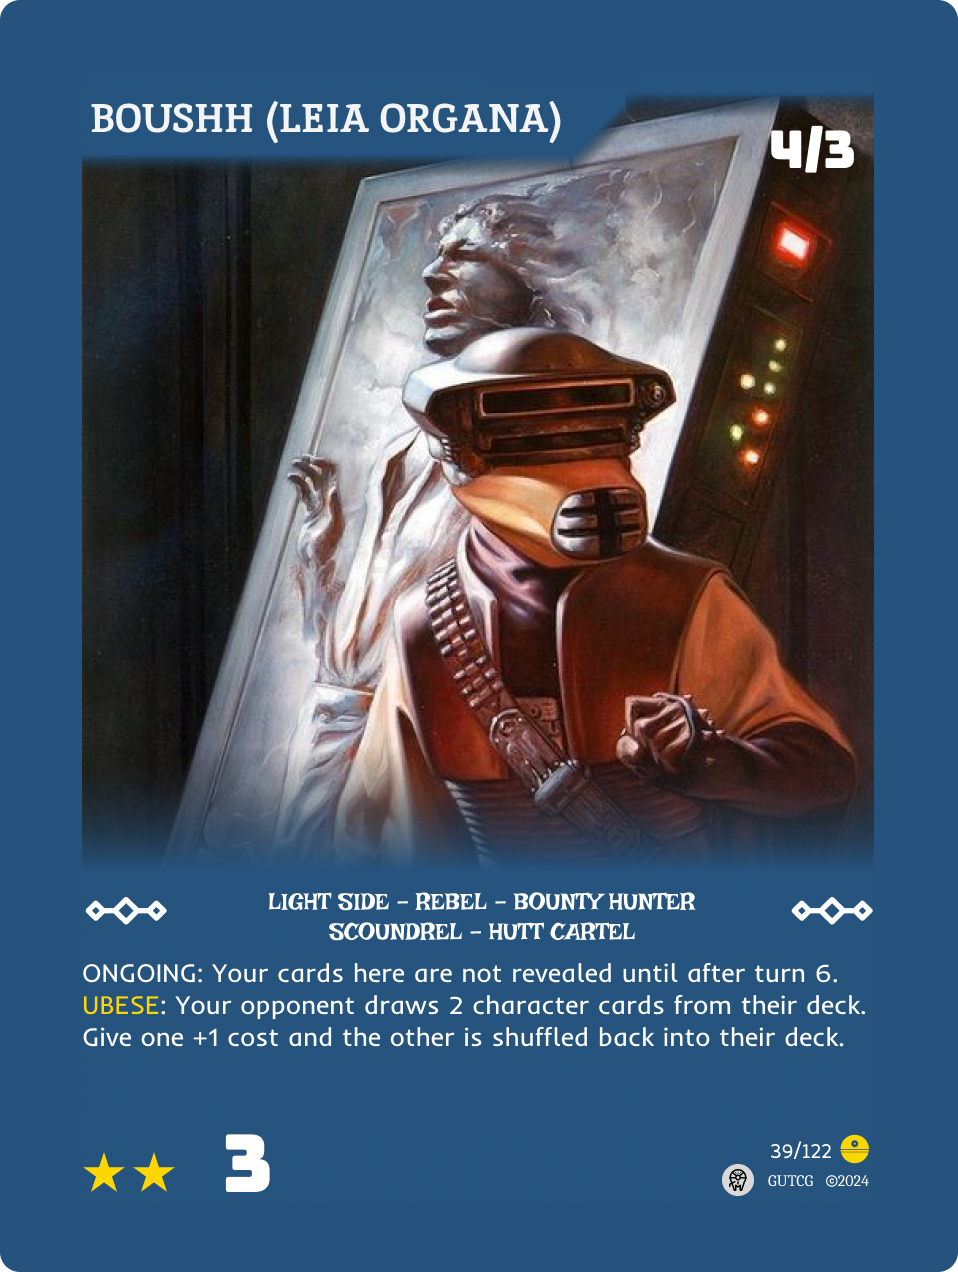 BOUSHH (LEIA ORGANA)
4/3
LIGHT SIDE – REBEL – BOUNTY HUNTER
SCOUNDREL – HUTT CARTEL
ONGOING: Your cards here are not revealed until after turn 6.
UBESE: Your opponent draws 2 character cards from their deck.
Give one +1 cost and the other is shuffled back into their deck.
3
39/122
GUTCG ©2024